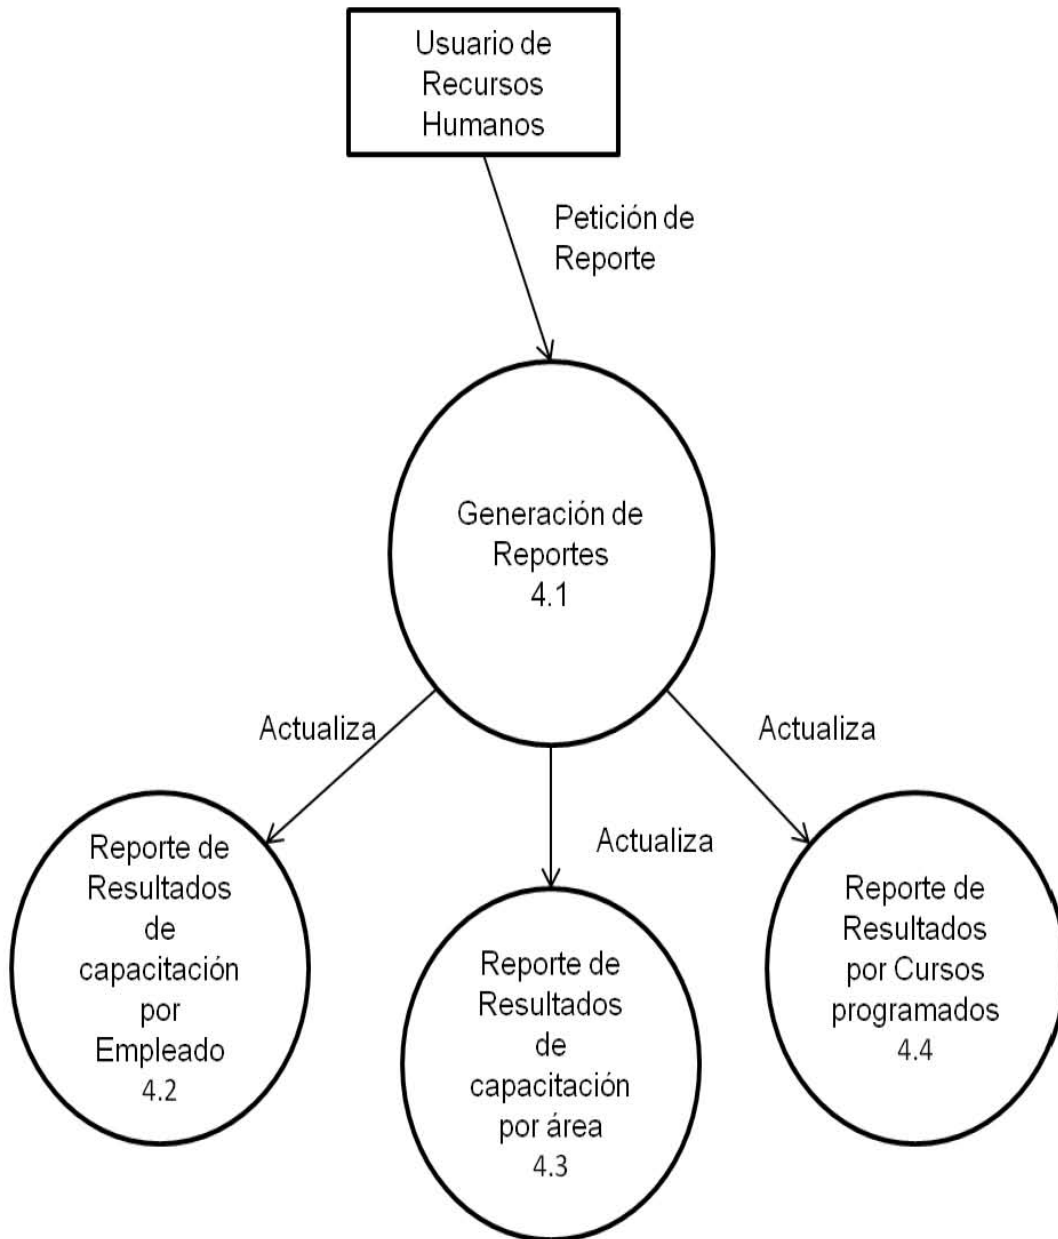 Usuario de
Recursos
Humanos
Petición de
Reporte
Generación de
Reportes
4.1
Actualiza
Actualiza
Actualiza
Reporte de
Resultados
de
capacitación
por
Empleado
4.2
Reporte de
Resultados
de
capacitación
por área
4.3
Reporte de
Resultados
por Cursos
programados
4.4